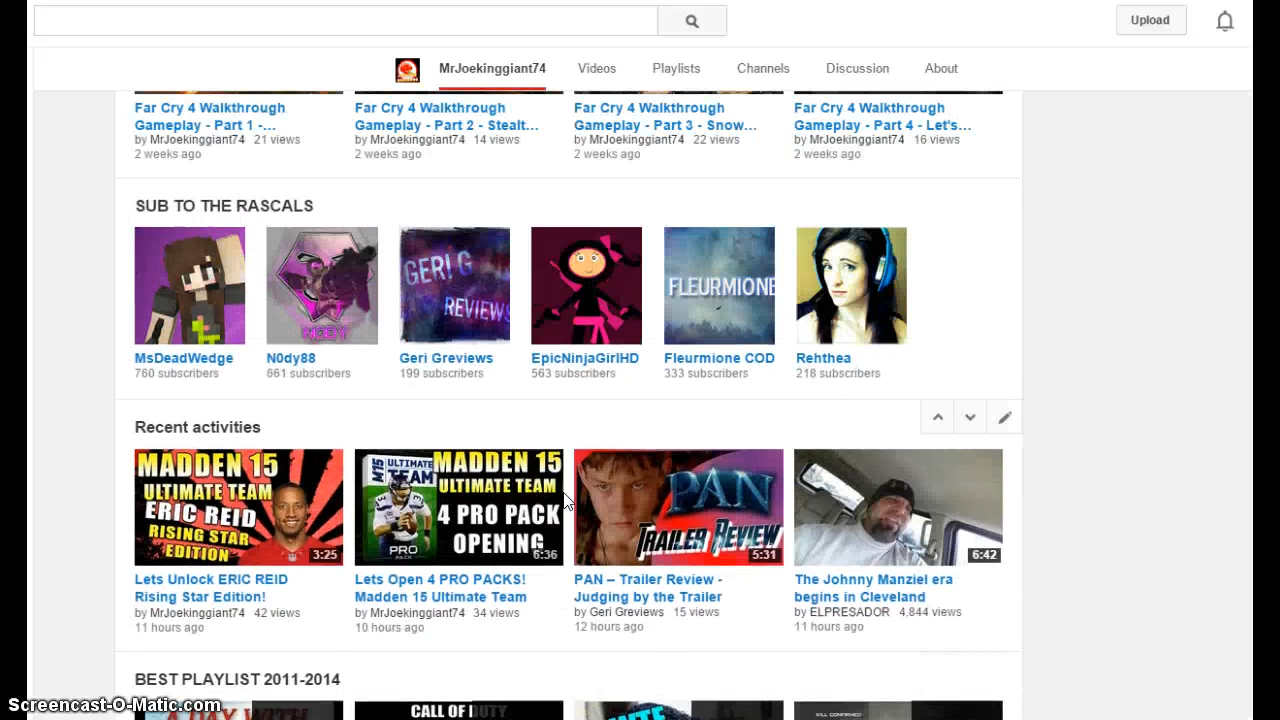 Upload
MrJoekinggiant74 Videos Playlists Channels Discussion About
Far Cry 4 Walkthrough
Gameplay - Part 1 -...
by MrJoekinggiant74 21 views
2 weeks ago
Far Cry 4 Walkthrough
Gameplay - Part 2 - Stealt...
by MrJoekinggiant74 14 views
2 weeks ago
Far Cry 4 Walkthrough
Gameplay - Part 3 - Snow...
by MrJoekinggiant74 22 views
2 weeks ago
Far Cry 4 Walkthrough
Gameplay - Part 4 - Let's...
by MrJoekinggiant74 16 views
2 weeks ago
SUB TO THE RASCALS
GERI G
REVIEWS
FLEURMIONE
MsDeadWedge
760 subscribers
N0dy88
661 subscribers
Geri Greviews
199 subscribers
EpicNinjaGirlHD
563 subscribers
Fleurmione COD
333 subscribers
Rehthea
218 subscribers
Recent activities
MADDEN 15
ULTIMATE TEAM
ERIC REID
RISING STAR
EDITION!
3:25
M15 ULTIMATE
TEAM
PRO
PACK
MADDEN 15
ULTIMATE TEAM
4 PRO PACK
OPENING
6:36
PAN
TRAILER REVIEW
5:31
6:42
Lets Unlock ERIC REID
Rising Star Edition!
by MrJoekinggiant74 42 views
11 hours ago
Lets Open 4 PRO PACKS!
Madden 15 Ultimate Team
by MrJoekinggiant74 34 views
10 hours ago
PAN – Trailer Review -
Judging by the Trailer
by Geri Greviews 15 views
12 hours ago
The Johnny Manziel era
begins in Cleveland
by ELPRESADOR 4,844 views
11 hours ago
BEST PLAYLIST 2011-2014
A DAY WITH
CALL OF DUTY
KILL CONFIRMED
Screencast-O-Matic.com